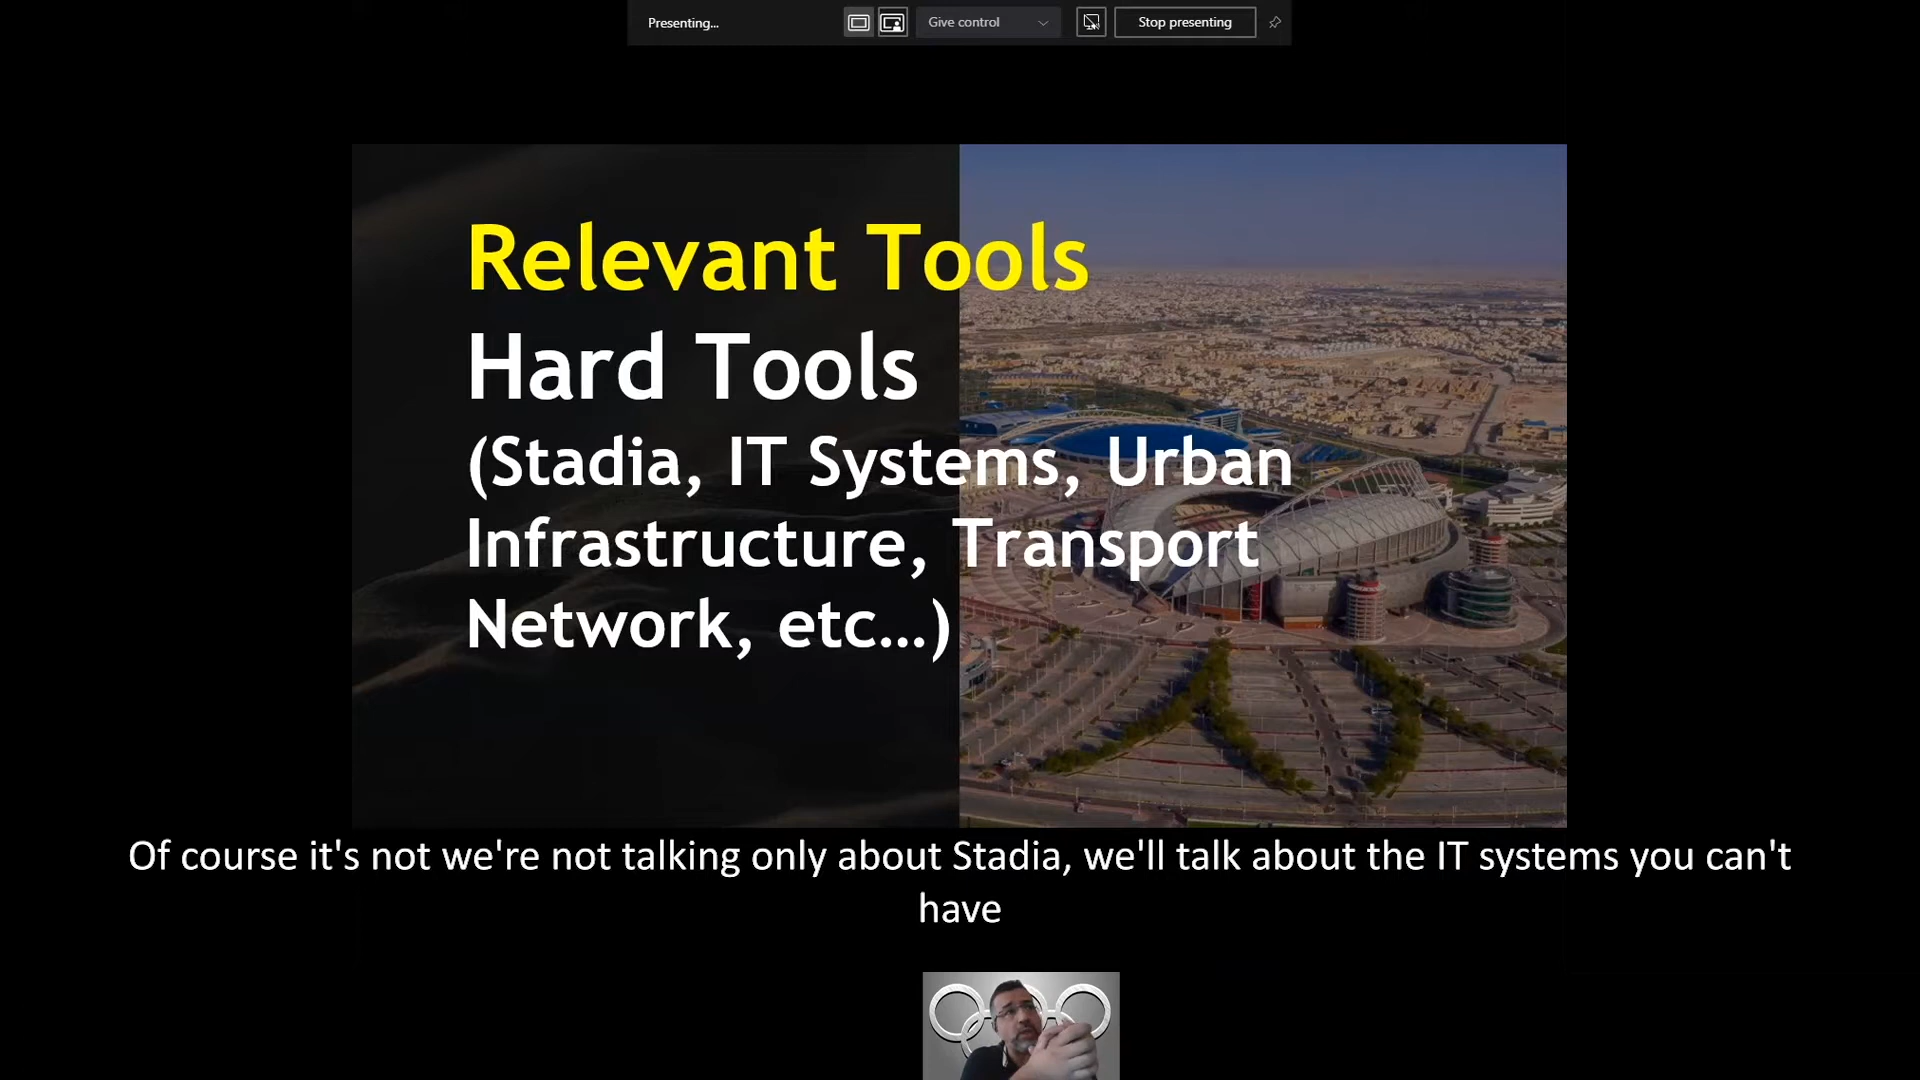 Presenting...
Give control
Stop presenting
Relevant Tools
Hard Tools
(Stadia, IT Systems, Urban
Infrastructure, Transport
Network, etc…)
Of course it's not we're not talking only about Stadia, we'll talk about the IT systems you can't
have